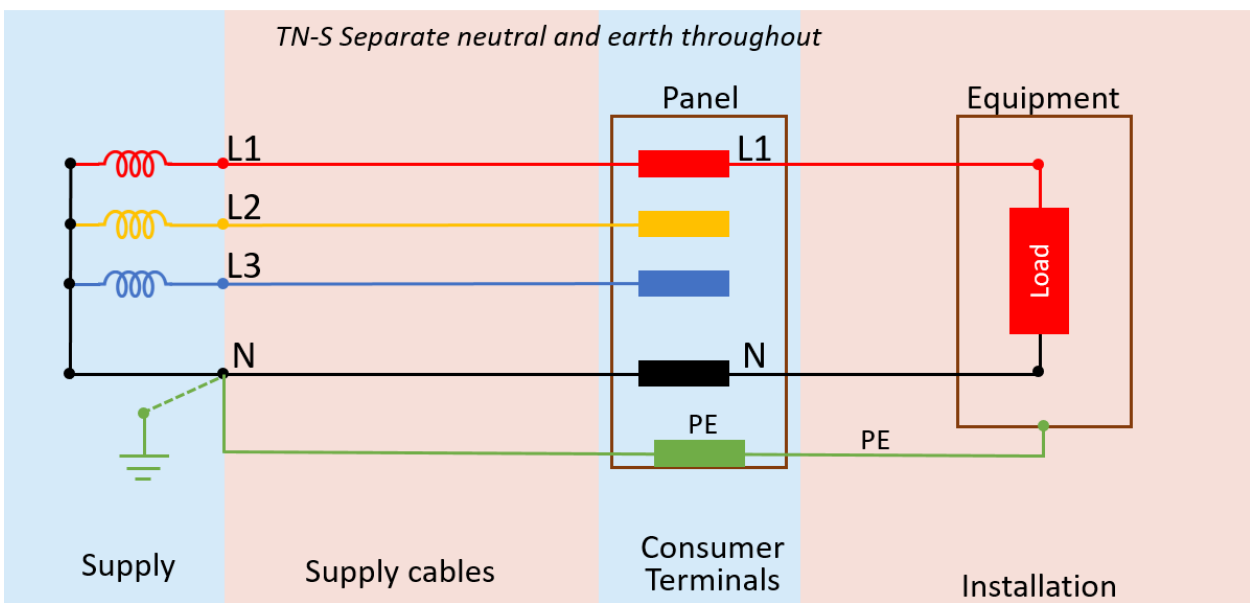 TN-S Separate neutral and earth throughout
Panel
Equipment
L1
L1
L2
L3
Load
N
N
PE
PE
Supply
Supply cables
Consumer
Terminals
Installation